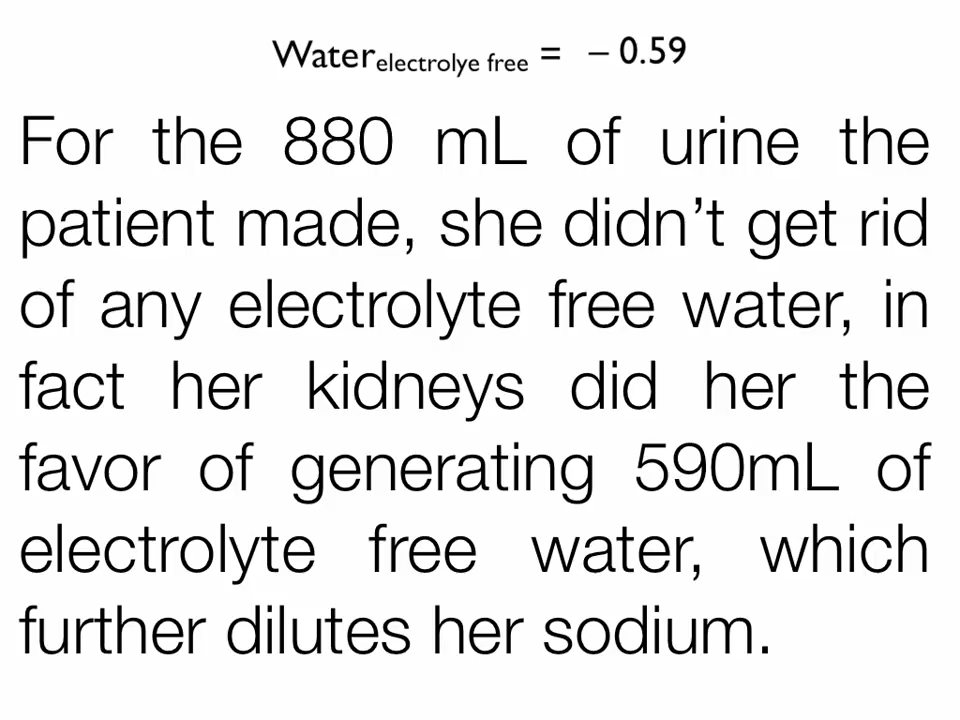 Water electrolye free = – 0.59
For the 880 mL of urine the
patient made, she didn’t get rid
of any electrolyte free water, in
fact her kidneys did her the
favor of generating 590mL of
electrolyte free water, which
further dilutes her sodium.